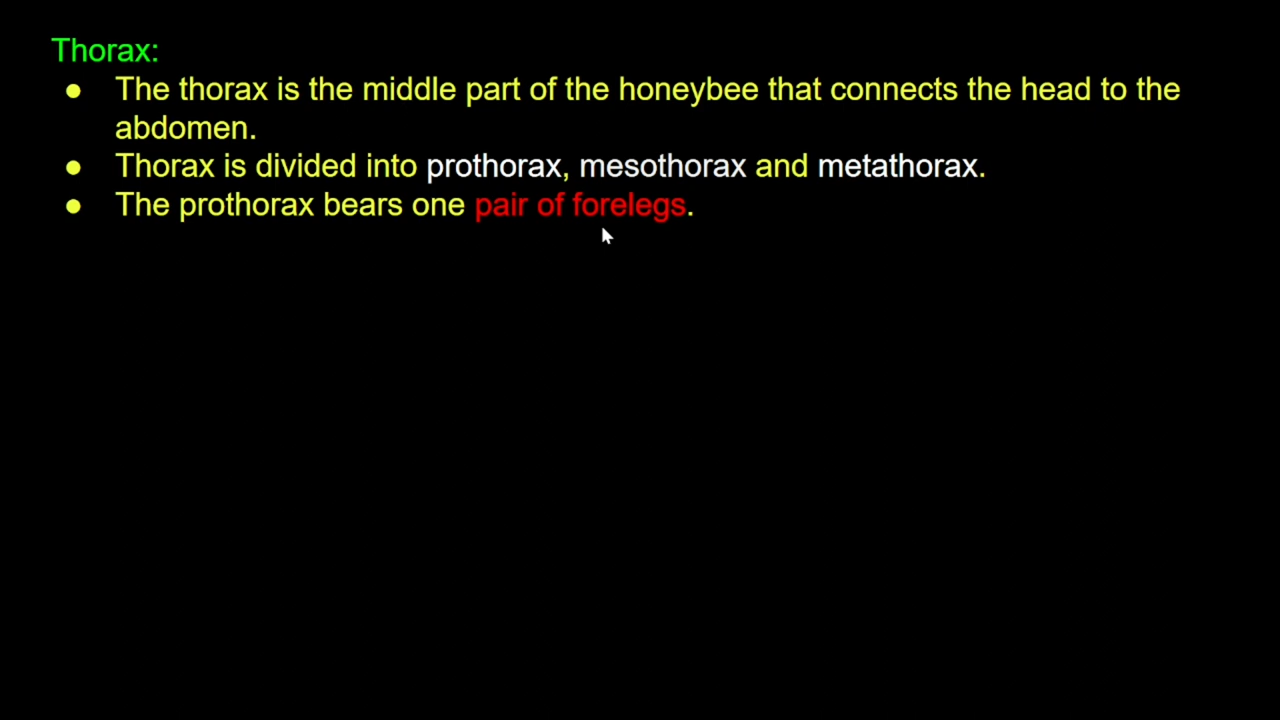 Thorax:
● The thorax is the middle part of the honeybee that connects the head to the
abdomen.
● Thorax is divided into prothorax, mesothorax and metathorax.
● The prothorax bears one pair of forelegs.